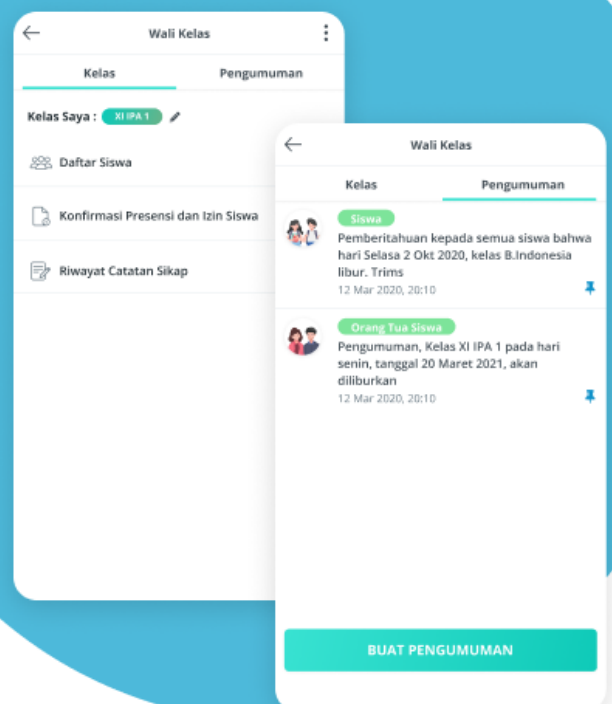 Wali Kelas
Kelas
Pengumuman
Kelas Saya :
XI IPA 1
Daftar Siswa
Konfirmasi Presensi dan Izin Siswa
Riwayat Catatan Sikap
Wali Kelas
Kelas
Pengumuman
Siswa
Pemberitahuan kepada semua siswa bahwa
hari Selasa 2 Okt 2020, kelas B.Indonesia
libur. Trims
12 Mar 2020, 20:10
Orang Tua Siswa
Pengumuman, Kelas XI IPA 1 pada hari
senin, tanggal 20 Maret 2021, akan
diliburkan
12 Mar 2020, 20:10
BUAT PENGUMUMAN